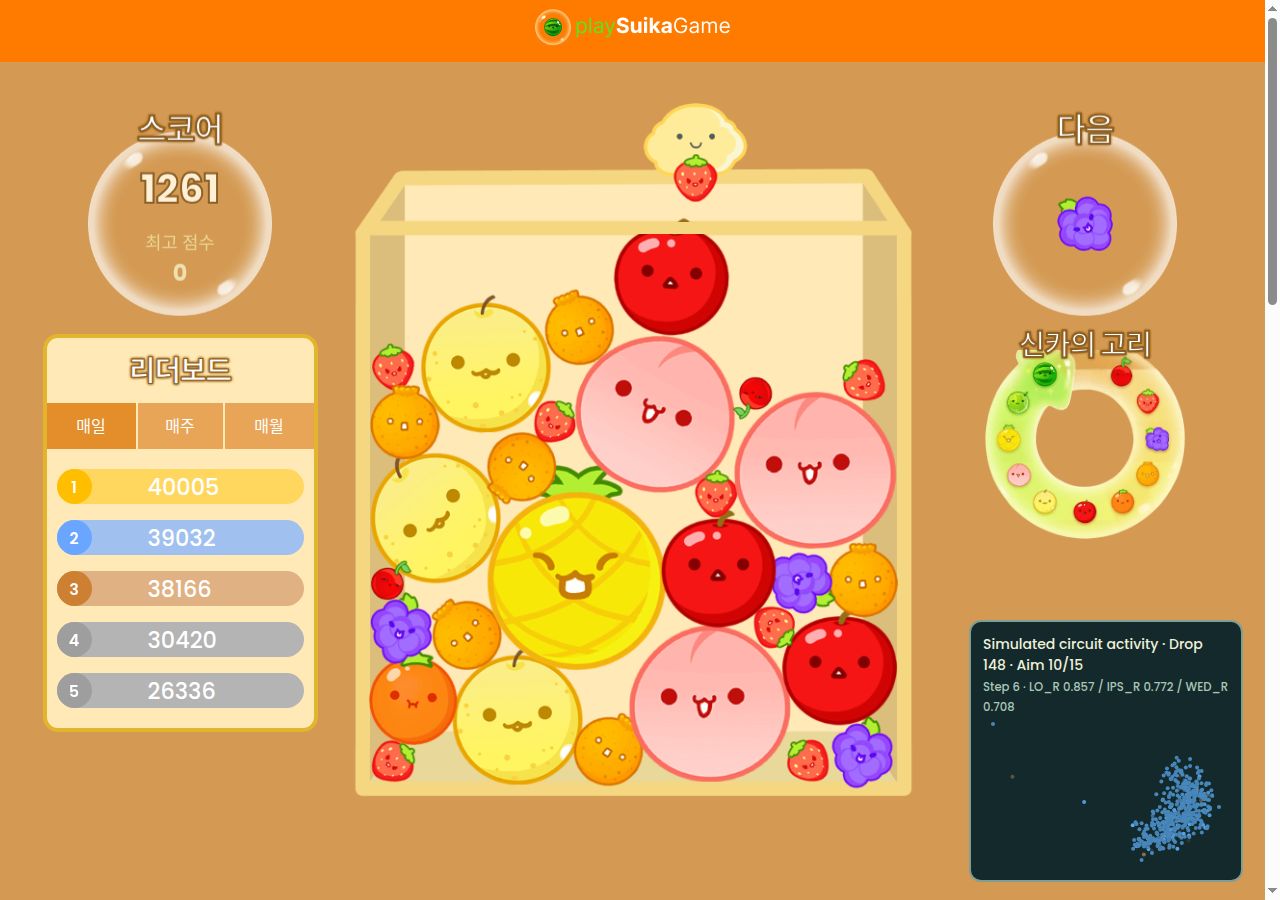 playSuikaGame
스코어
1261
최고 점수
0
리더보드
매일
매주
매월
1
40005
2
39032
3
38166
4
30420
5
26336
다음
신카의 고리
Simulated circuit activity · Drop
148 · Aim 10/15
Step 6 · LO_R 0.857 / IPS_R 0.772 / WED_R
0.708